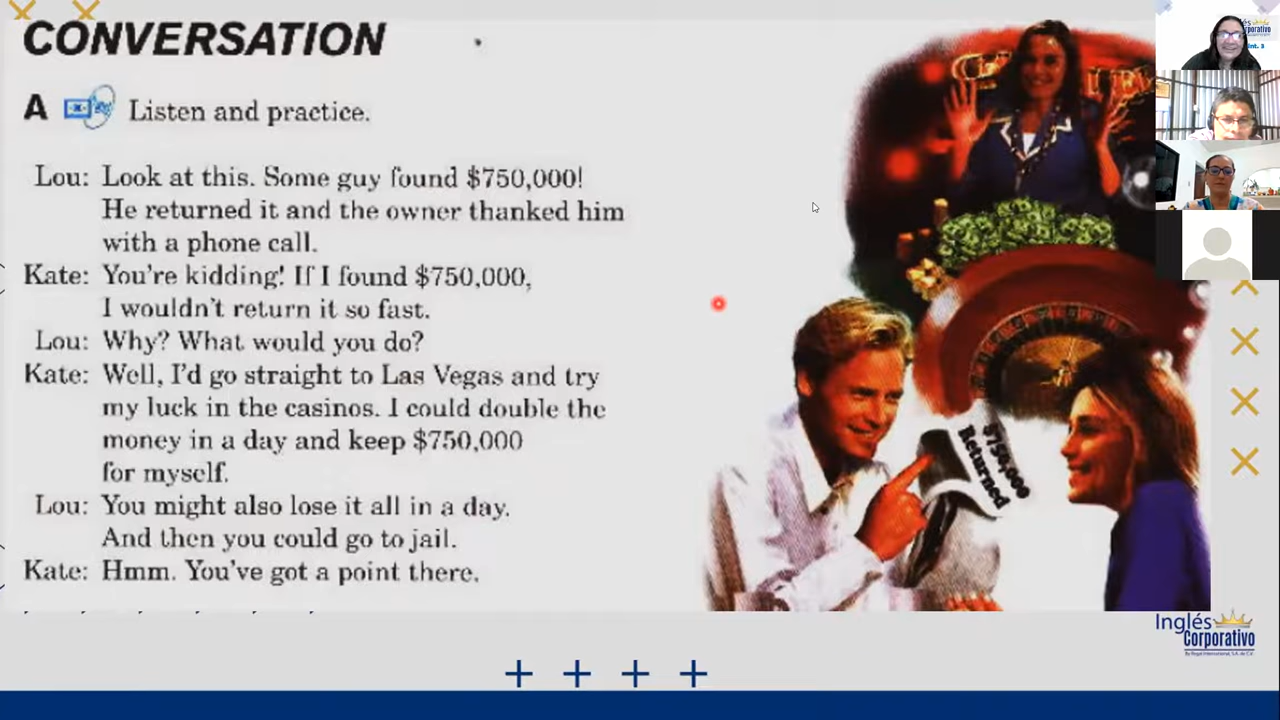 CONVERSATION
A Listen and practice.
Lou: Look at this. Some guy found $750,000!
He returned it and the owner thanked him
with a phone call.
Kate: You're kidding! If I found $750,000,
I wouldn't return it so fast.
Lou: Why? What would you do?
Kate: Well, I'd go straight to Las Vegas and try
my luck in the casinos. I could double the
money in a day and keep $750,000
for myself.
Lou: You might also lose it all in a day.
And then you could go to jail.
Kate: Hmm. You've got a point there.
$750,000
Returned
Inglés
Corporativo